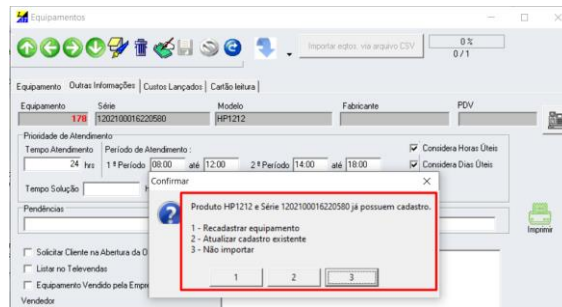 Equipamentos
Importar eqtos. via arquivo CSV
0 %
0 / 1
Equipamento Outras Informações Custos Lançados Cartão leitura
Equipamento Série Modelo Fabricante PDV
178 1202100016220580 HP1212
Prioridade de Atendimento
Tempo Atendimento Período de Atendimento :
24 hrs 1 ª Período 08:00 até 12:00 2 ª Período 14:00 até 18:00
Considera Horas Úteis
Considera Dias Úteis
Tempo Solução
Confirmar
Pendências
Produto HP1212 e Série 1202100016220580 já possuem cadastro.
1 - Recadastrar equipamento
2 - Atualizar cadastro existente
3 - Não importar
1 2 3
Imprimir
Solicitar Cliente na Abertura da O
Listar no Televendas
Equipamento Vendido pela Empre
Vendedor